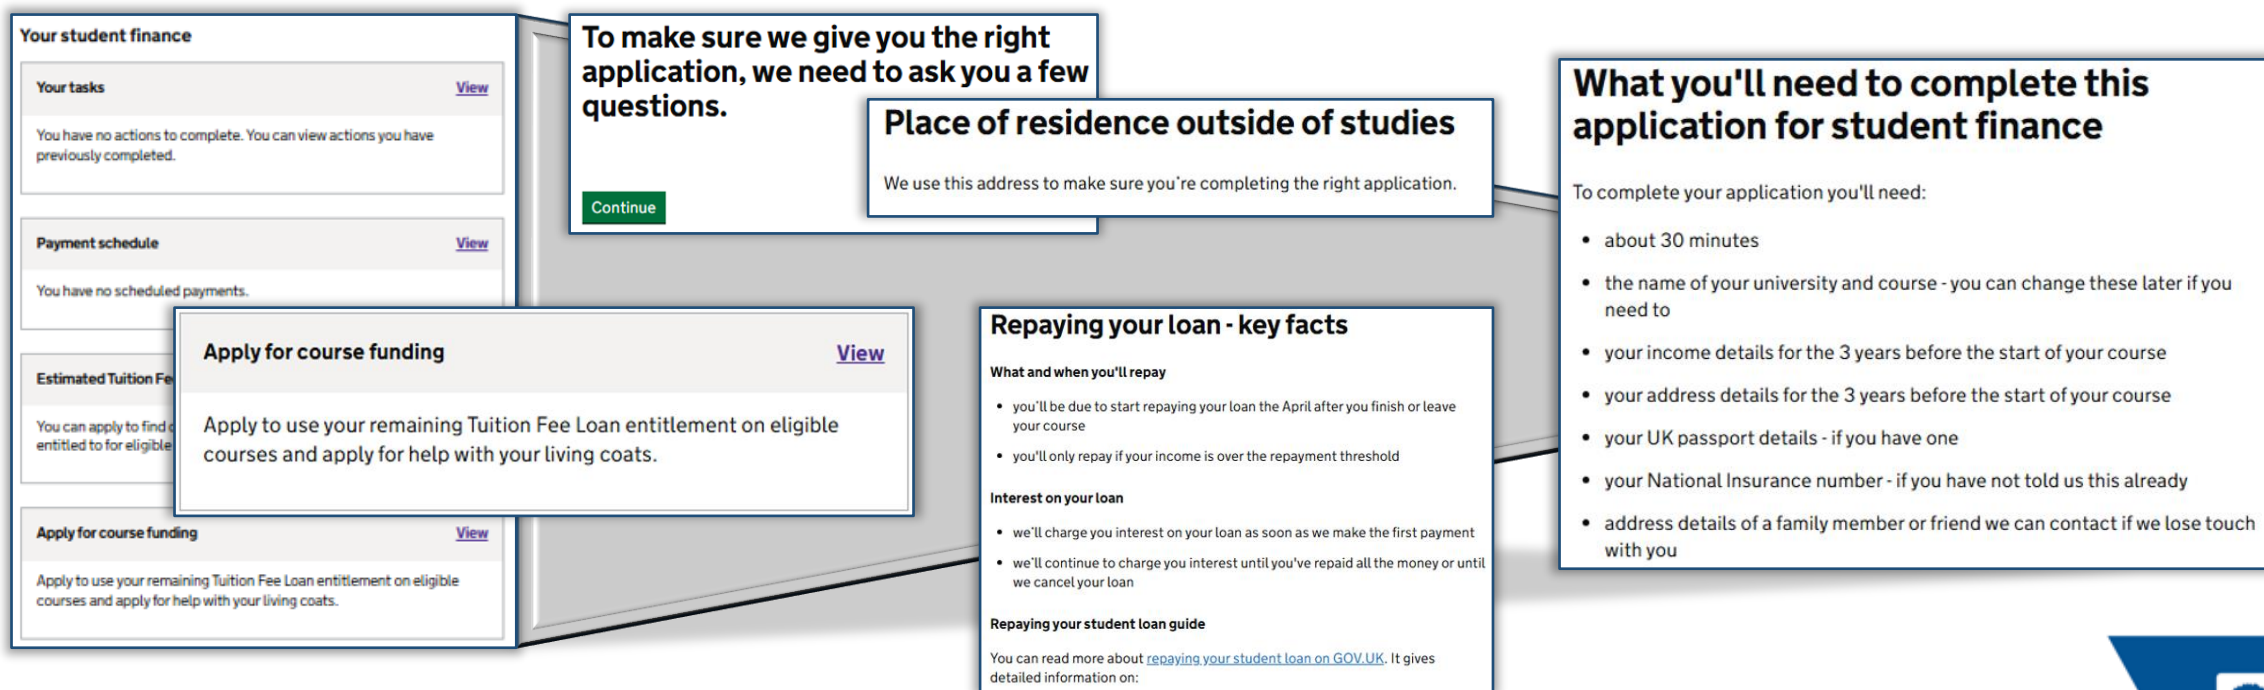 Your student finance
Your tasks
View
You have no actions to complete. You can view actions you have
previously completed.
Payment schedule
View
You have no scheduled payments.
Estimated Tuition Fe
You can apply to find
entitled to for eligible
Apply for course funding
View
Apply to use your remaining Tuition Fee Loan entitlement on eligible
courses and apply for help with your living coats.
Apply for course funding
View
Apply to use your remaining Tuition Fee Loan entitlement on eligible
courses and apply for help with your living coats.
To make sure we give you the right
application, we need to ask you a few
questions.
Continue
Place of residence outside of studies
We use this address to make sure you're completing the right application.
Repaying your loan - key facts
What and when you'll repay
• you'll be due to start repaying your loan the April after you finish or leave
your course
• you'll only repay if your income is over the repayment threshold
Interest on your loan
• we'll charge you interest on your loan as soon as we make the first payment
• we'll continue to charge you interest until you've repaid all the money or until
we cancel your loan
Repaying your student loan guide
You can read more about repaying your student loan on GOV.UK. It gives
detailed information on:
What you'll need to complete this
application for student finance
To complete your application you'll need:
• about 30 minutes
• the name of your university and course - you can change these later if you
need to
• your income details for the 3 years before the start of your course
• your address details for the 3 years before the start of your course
• your UK passport details - if you have one
• your National Insurance number - if you have not told us this already
• address details of a family member or friend we can contact if we lose touch
with you